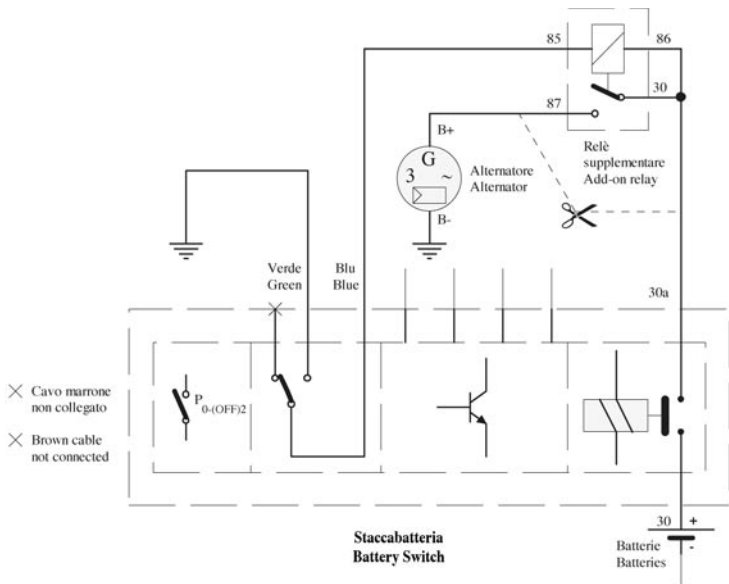 85
86
30
87
B+
G
3 ~
Alternatore
Alternator
B-
Relè
supplementare
Add-on relay
Verde
Green
Blu
Blue
30a
Cavo marrone
non collegato
Brown cable
not connected
P0-(OFF)2
30 +
-
Batterie
Batteries
Staccabatteria
Battery Switch